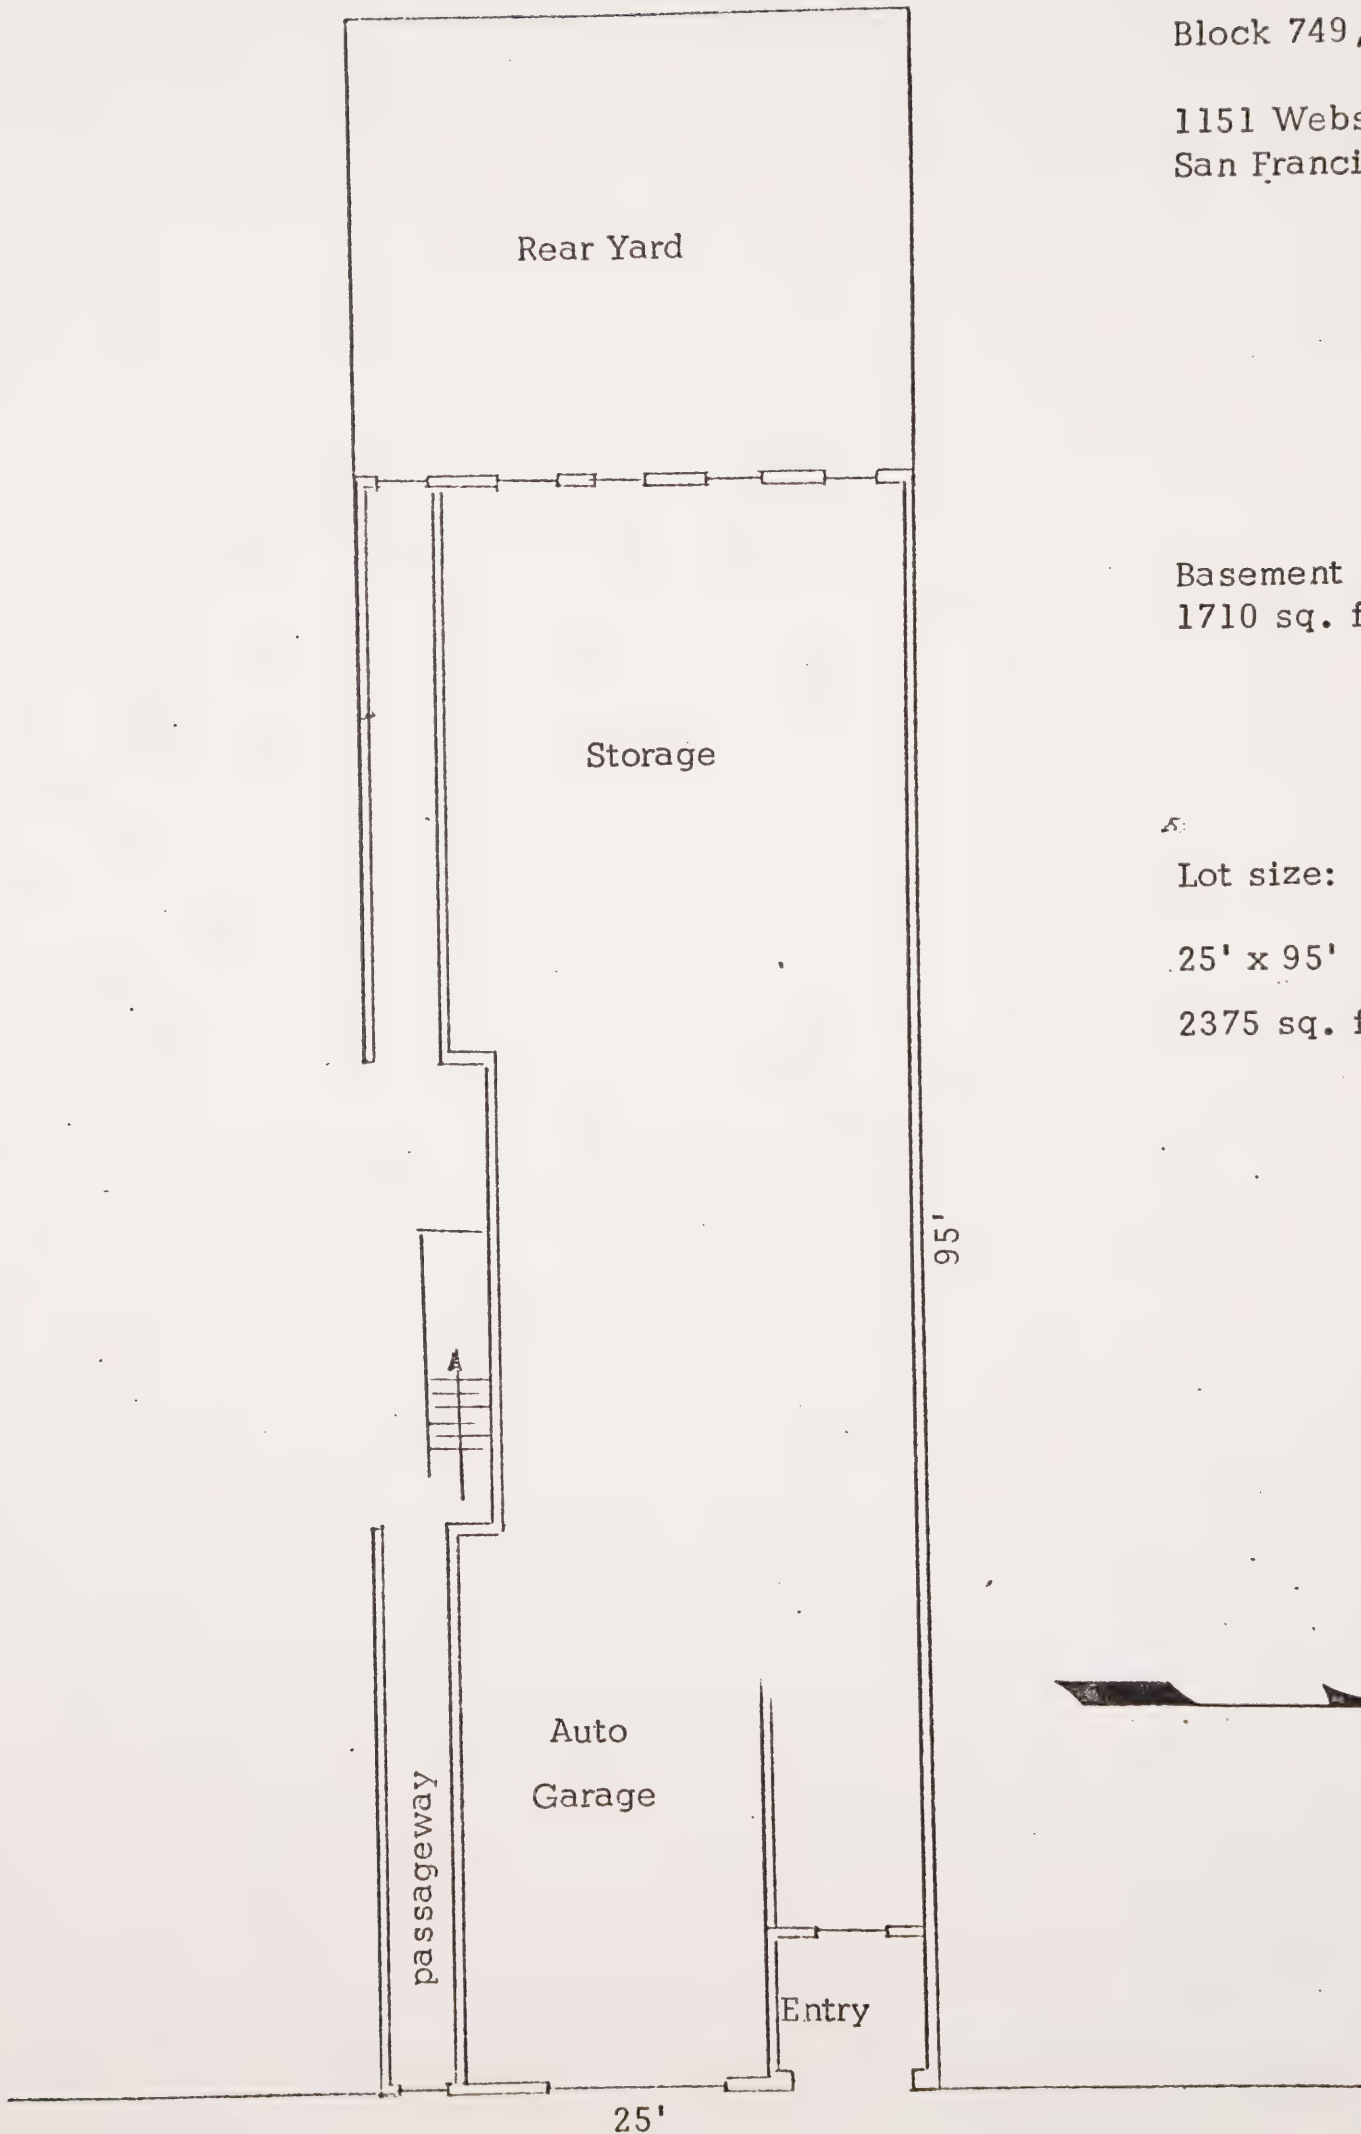 Block 749,
1151 Webs
San Franci
Rear Yard
Basement
1710 sq. f
Storage
Lot size:
25' x 95'
2375 sq. f
95'
Auto
Garage
passageway
Entry
25'